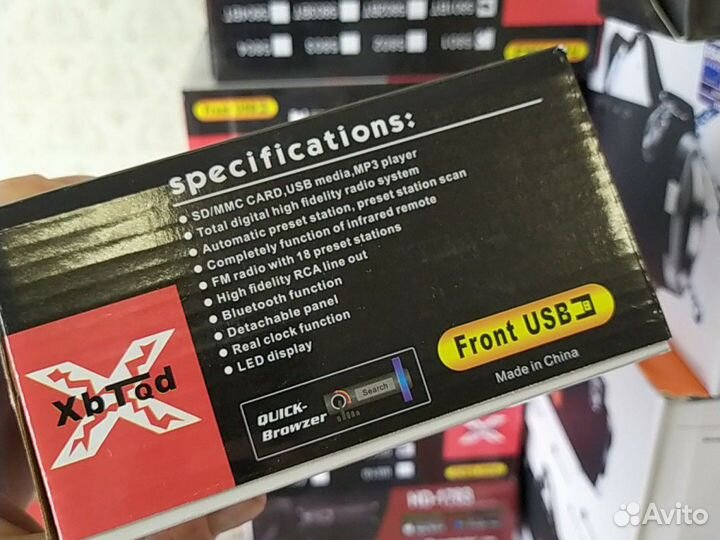 specifications:
SD/MMC CARD,USB media,MP3 player
Total digital high fidelity radio system
Automatic preset station, preset station scan
Completely function of infrared remote
FM radio with 18 preset stations
High fidelity RCA line out
Bluetooth function
Detachable panel
Real clock function
LED display
XbTod
QUICK-
Browzer
Search
Front USB
Made in China
Avito